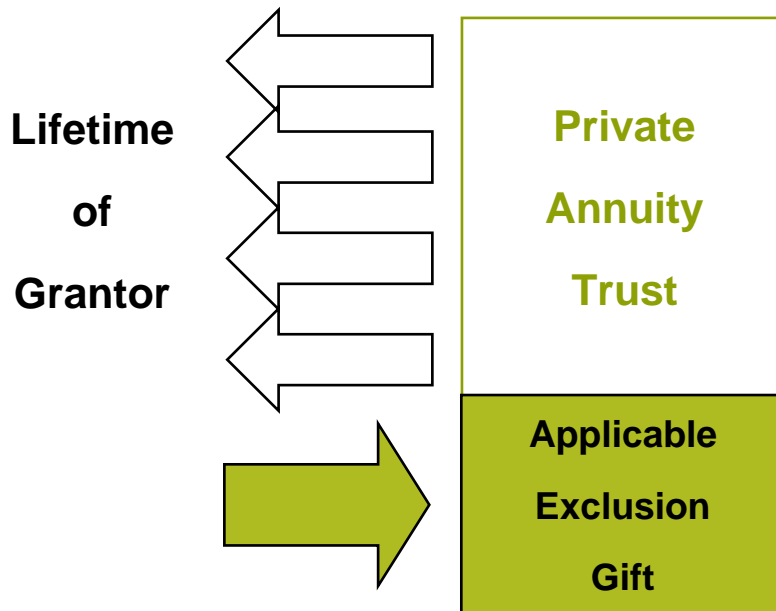 Lifetime
of
Grantor
Private
Annuity
Trust
Applicable
Exclusion
Gift